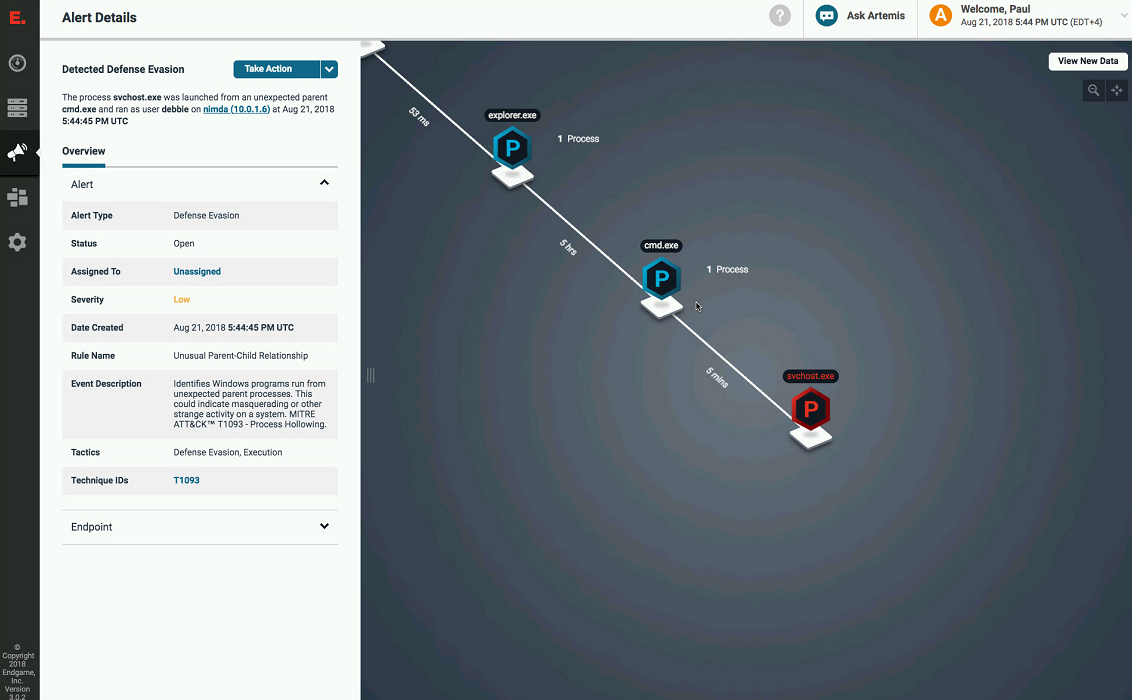 E.
Alert Details
?
Ask Artemis
A
Welcome, Paul
Aug 21, 2018 5:44 PM UTC (EDT+4)
Detected Defense Evasion
Take Action
The process svchost.exe was launched from an unexpected parent
cmd.exe and ran as user debbie on nimda (10.0.1.6) at Aug 21, 2018
5:44:45 PM UTC
Overview
Alert
Alert Type Defense Evasion
Status Open
Assigned To Unassigned
Severity Low
Date Created Aug 21, 2018 5:44:45 PM UTC
Rule Name Unusual Parent-Child Relationship
Event Description Identifies Windows programs run from
unexpected parent processes. This
could indicate masquerading or other
strange activity on a system. MITRE
ATT&CK™ T1093 - Process Hollowing.
Tactics Defense Evasion, Execution
Technique IDs T1093
Endpoint
View New Data
53 ms
explorer.exe
P
1 Process
5 hrs
cmd.exe
P
1 Process
5 mins
svchost.exe
P
©
Copyright
2018
Endgame,
Inc.
Version
3.0.2